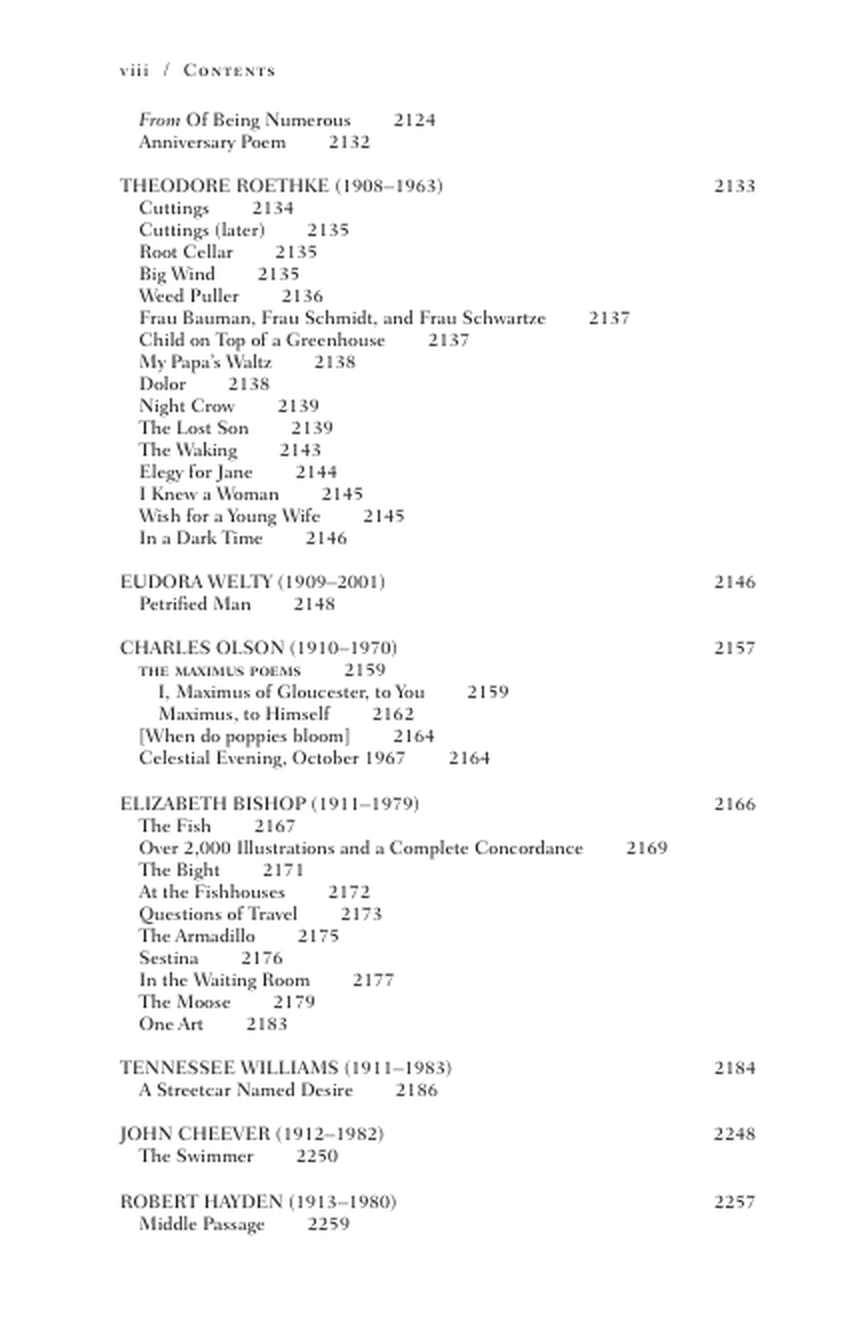 viii / Contents
From Of Being Numerous 2124
Anniversary Poem 2132
THEODORE ROETHKE (1908–1963) 2133
Cuttings 2134
Cuttings (later) 2135
Root Cellar 2135
Big Wind 2135
Weed Puller 2136
Frau Bauman, Frau Schmidt, and Frau Schwartze 2137
Child on Top of a Greenhouse 2137
My Papa's Waltz 2138
Dolor 2138
Night Crow 2139
The Lost Son 2139
The Waking 2143
Elegy for Jane 2144
I Knew a Woman 2145
Wish for a Young Wife 2145
In a Dark Time 2146
EUDORA WELTY (1909–2001) 2146
Petrified Man 2148
CHARLES OLSON (1910–1970) 2157
THE MAXIMUS POEMS 2159
I, Maximus of Gloucester, to You 2159
Maximus, to Himself 2162
[When do poppies bloom] 2164
Celestial Evening, October 1967 2164
ELIZABETH BISHOP (1911–1979) 2166
The Fish 2167
Over 2,000 Illustrations and a Complete Concordance 2169
The Bight 2171
At the Fishhouses 2172
Questions of Travel 2173
The Armadillo 2175
Sestina 2176
In the Waiting Room 2177
The Moose 2179
One Art 2183
TENNESSEE WILLIAMS (1911–1983) 2184
A Streetcar Named Desire 2186
JOHN CHEEVER (1912–1982) 2248
The Swimmer 2250
ROBERT HAYDEN (1913–1980) 2257
Middle Passage 2259